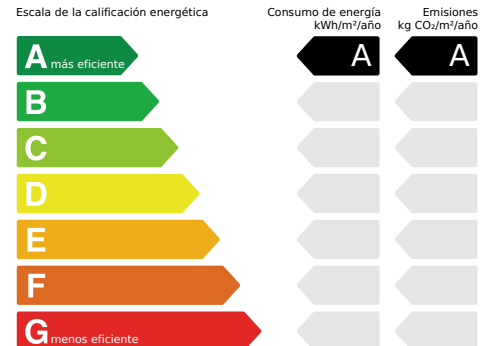 Escala de la calificación energética
Consumo de energía
kWh/m²/año
Emisiones
kg CO₂/m²/año
A más eficiente
A
A
B
C
D
E
F
G menos eficiente